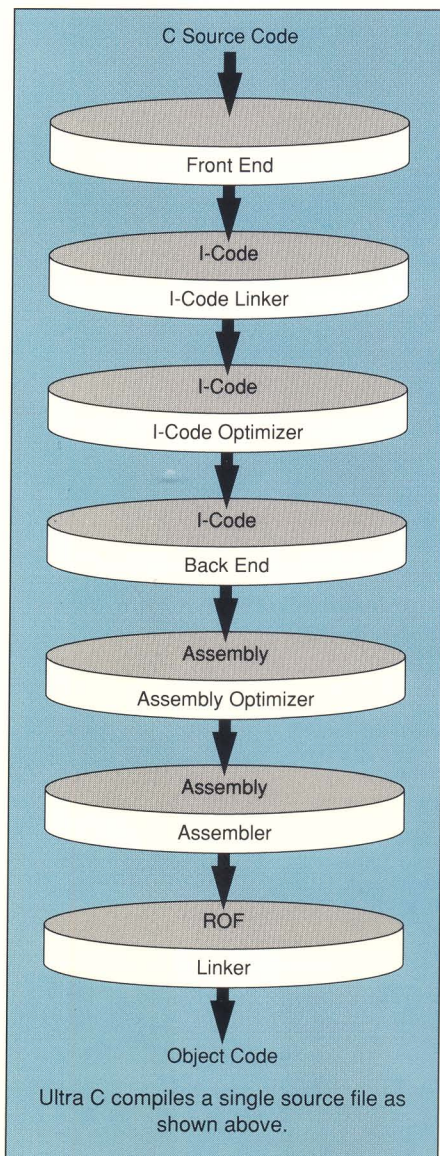 C Source Code
Front End
I-Code
I-Code Linker
I-Code
I-Code Optimizer
I-Code
Back End
Assembly
Assembly Optimizer
Assembly
Assembler
ROF
Linker
Object Code
Ultra C compiles a single source file as
shown above.